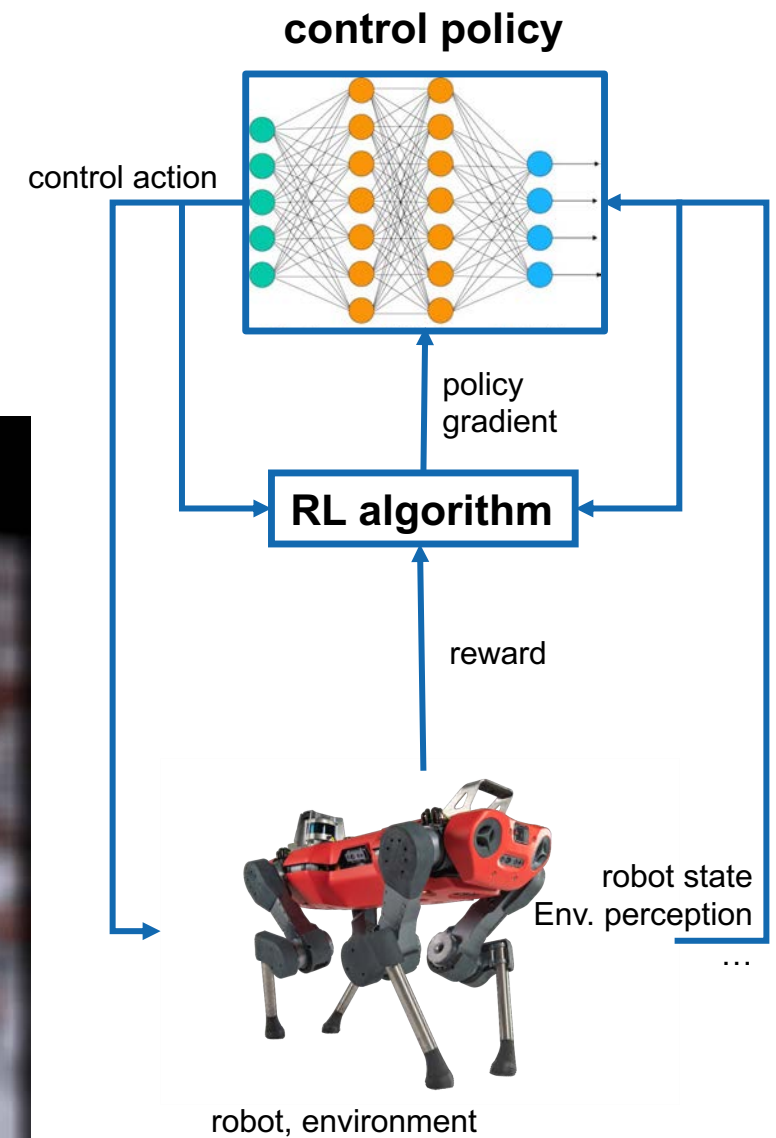 control policy
control action
policy
gradient
RL algorithm
reward
robot state
Env. perception
…
robot, environment